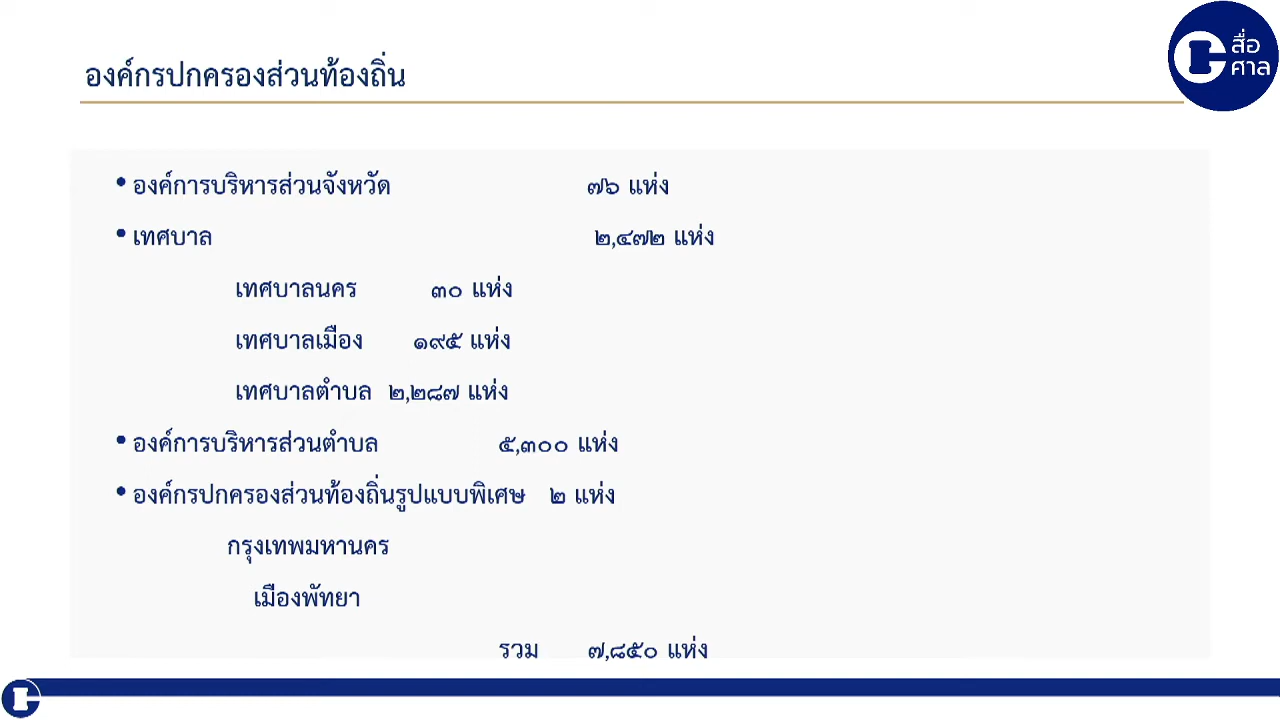 สื่อ
ศาล
องค์กรปกครองส่วนท้องถิ่น
• องค์การบริหารส่วนจังหวัด ๗๖ แห่ง
• เทศบาล ๒,๔๗๒ แห่ง
เทศบาลนคร ๓๐ แห่ง
เทศบาลเมือง ๑๙๕ แห่ง
เทศบาลตำบล ๒,๒๘๗ แห่ง
• องค์การบริหารส่วนตำบล ๕,๓๐๐ แห่ง
• องค์กรปกครองส่วนท้องถิ่นรูปแบบพิเศษ ๒ แห่ง
กรุงเทพมหานคร
เมืองพัทยา
รวม ๗,๘๕๐ แห่ง